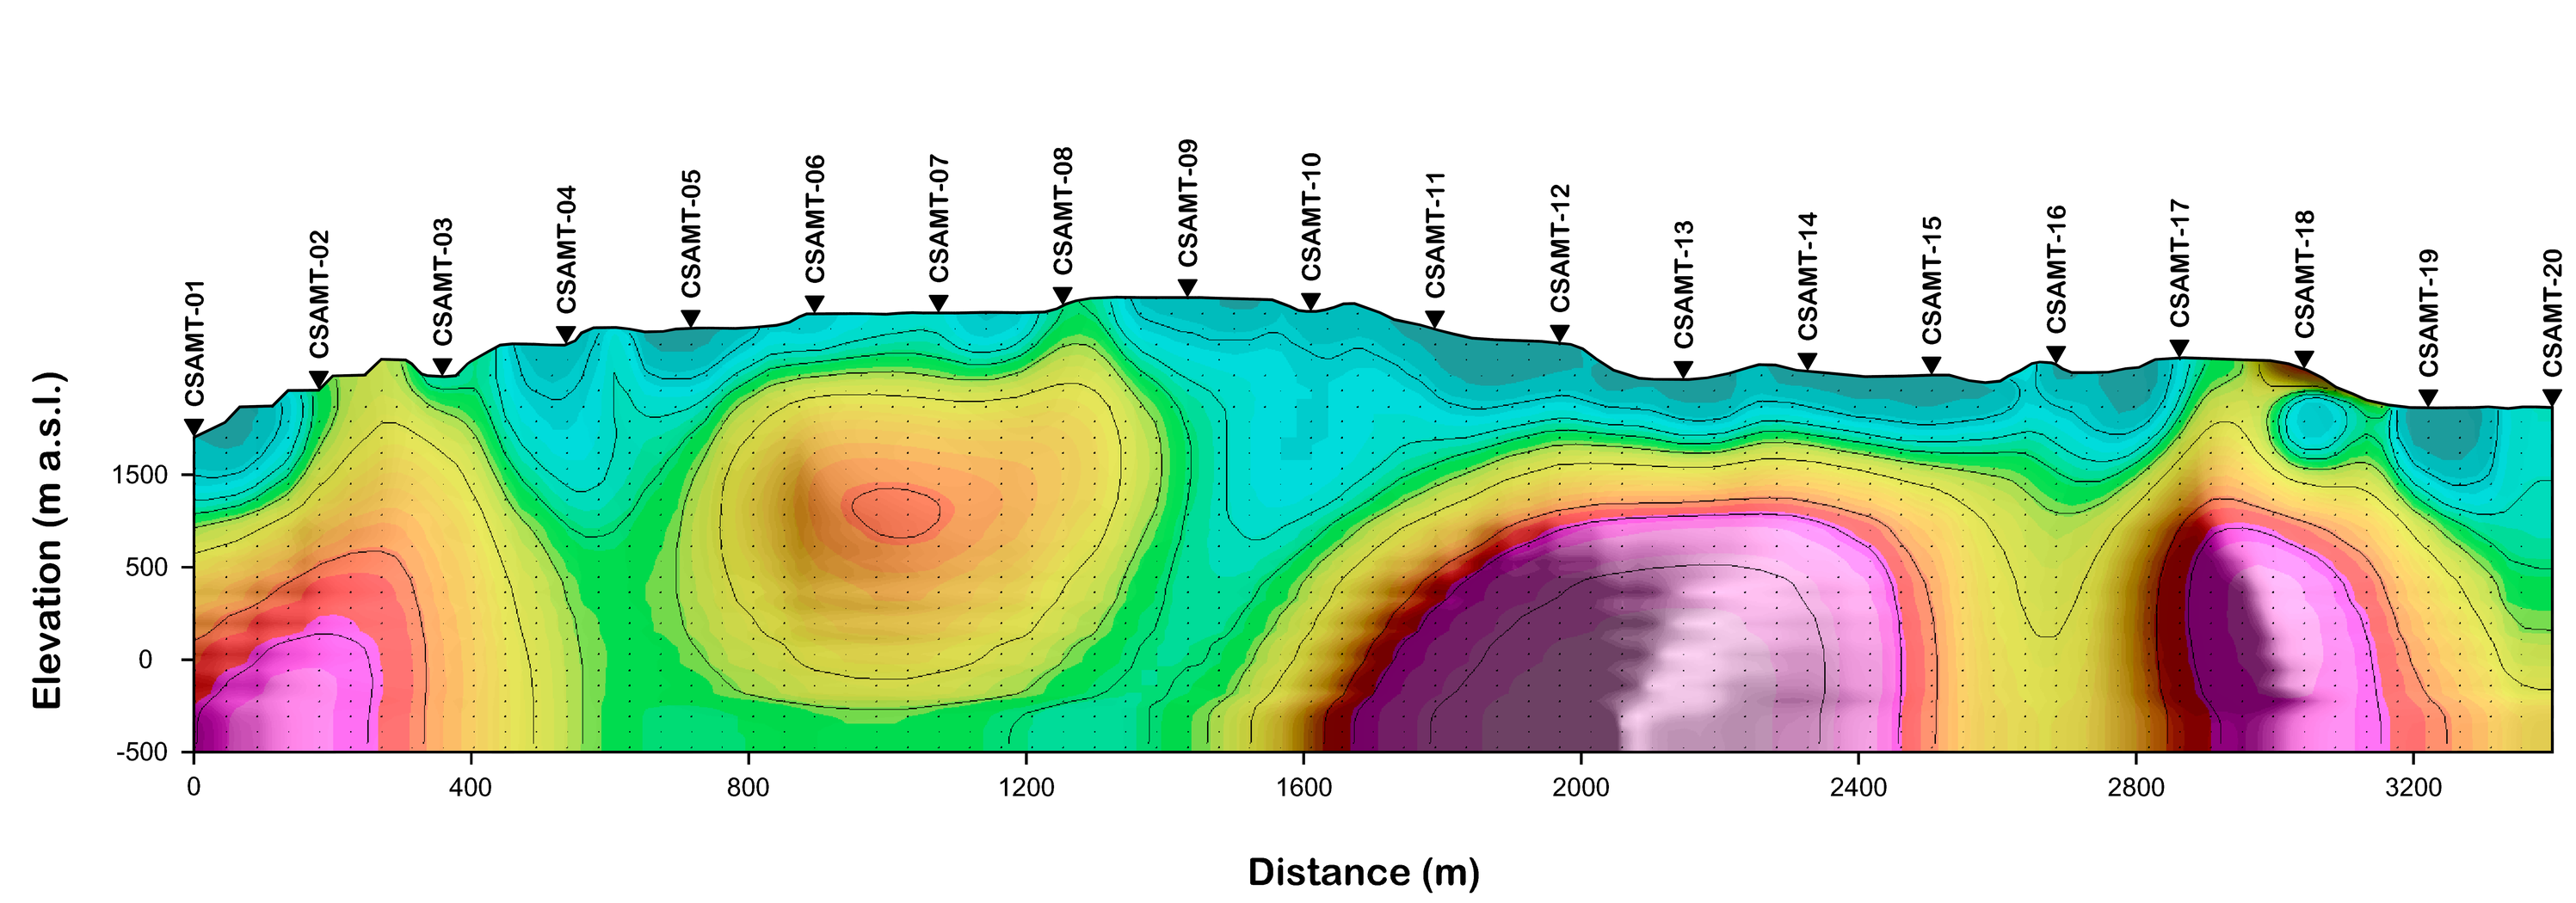 CSAMT-01
CSAMT-02
CSAMT-03
CSAMT-04
CSAMT-05
CSAMT-06
CSAMT-07
CSAMT-08
CSAMT-09
CSAMT-10
CSAMT-11
CSAMT-12
CSAMT-13
CSAMT-14
CSAMT-15
CSAMT-16
CSAMT-17
CSAMT-18
CSAMT-19
CSAMT-20
Elevation (m a.s.l.)
1500
500
0
-500
0
400
800
1200
1600
2000
2400
2800
3200
Distance (m)